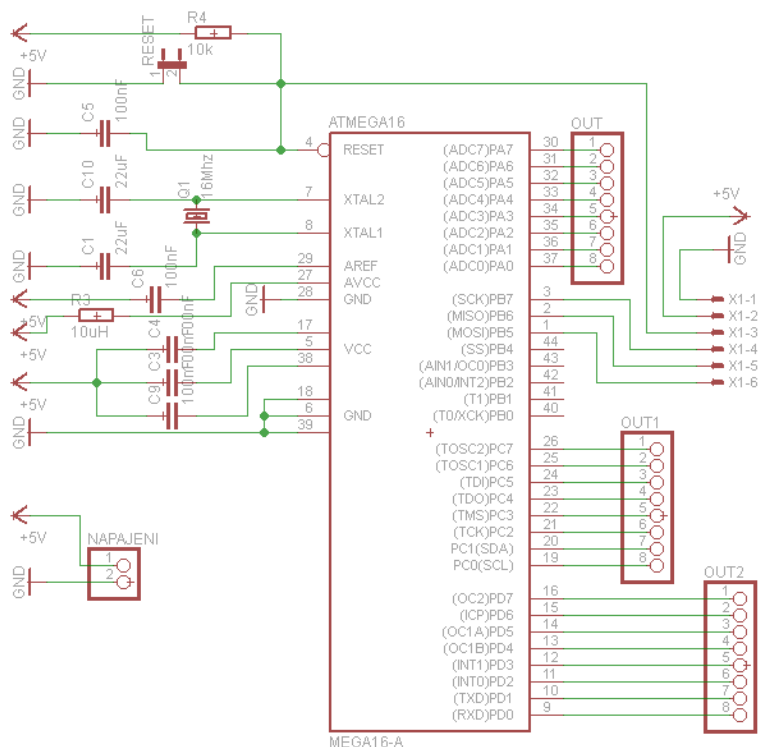 R4
10k
+5V
RESET
1
2
GND
C5
100nF
GND
C10
22uF
GND
Q1
16Mhz
C1
22uF
GND
C6
100nF
+5V
R3
10uH
+5V
GND
C4
C3
100nF
C9
100nF
+5V
GND
ATMEGA16
4 RESET
7 XTAL2
8 XTAL1
29 AREF
27 AVCC
28 GND
17
5 VCC
38
18
6 GND
39
(ADC7)PA7 30
(ADC6)PA6 31
(ADC5)PA5 32
(ADC4)PA4 33
(ADC3)PA3 34
(ADC2)PA2 35
(ADC1)PA1 36
(ADC0)PA0 37
(SCK)PB7 3
(MISO)PB6 2
(MOSI)PB5 1
(SS)PB4 44
(AIN1/OC0)PB3 43
(AIN0/INT2)PB2 42
(T1)PB1 41
(T0/XCK)PB0 40
(TOSC2)PC7 26
(TOSC1)PC6 25
(TDI)PC5 24
(TDO)PC4 23
(TMS)PC3 22
(TCK)PC2 21
PC1(SDA) 20
PC0(SCL) 19
(OC2)PD7 16
(ICP)PD6 15
(OC1A)PD5 14
(OC1B)PD4 13
(INT1)PD3 12
(INT0)PD2 11
(TXD)PD1 10
(RXD)PD0 9
MEGA16-A
OUT
1
2
3
4
5
6
7
8
+5V
GND
X1-1
X1-2
X1-3
X1-4
X1-5
X1-6
OUT1
1
2
3
4
5
6
7
8
OUT2
1
2
3
4
5
6
7
8
+5V
GND
NAPAJENI
1
2